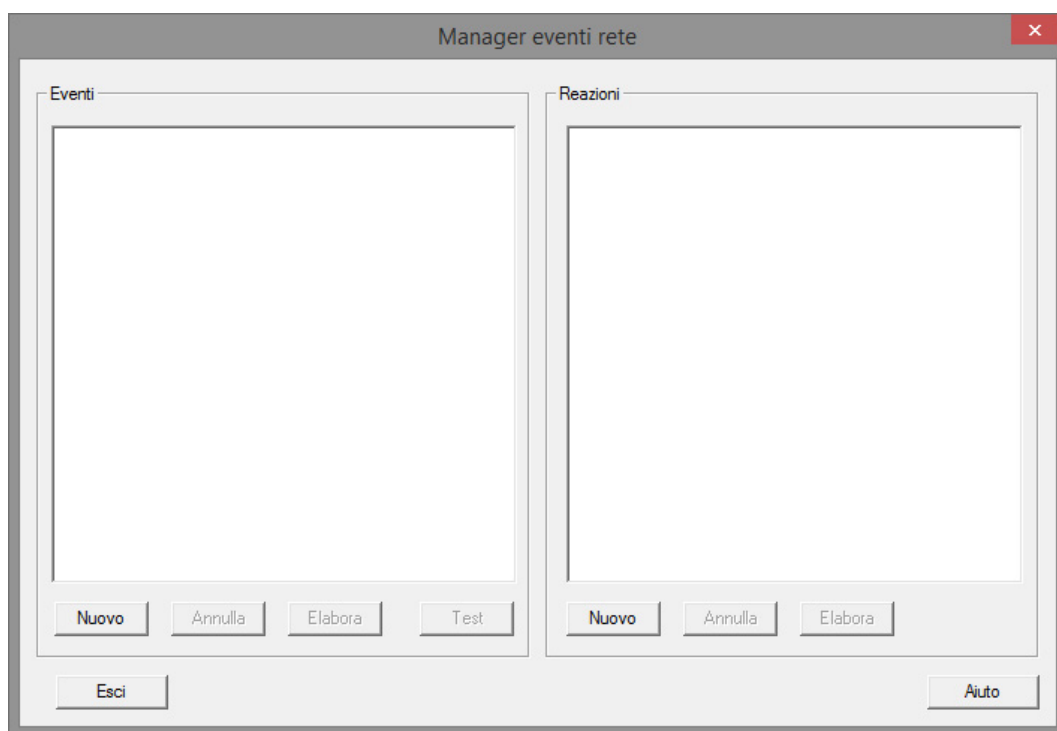 Manager eventi rete
Eventi
Reazioni
Nuovo Annulla Elabora Test
Nuovo Annulla Elabora
Esci
Aiuto